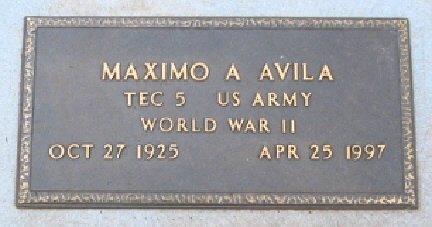 MAXIMO A AVILA
TEC 5 US ARMY
WORLD WAR II
OCT 27 1925 APR 25 1997